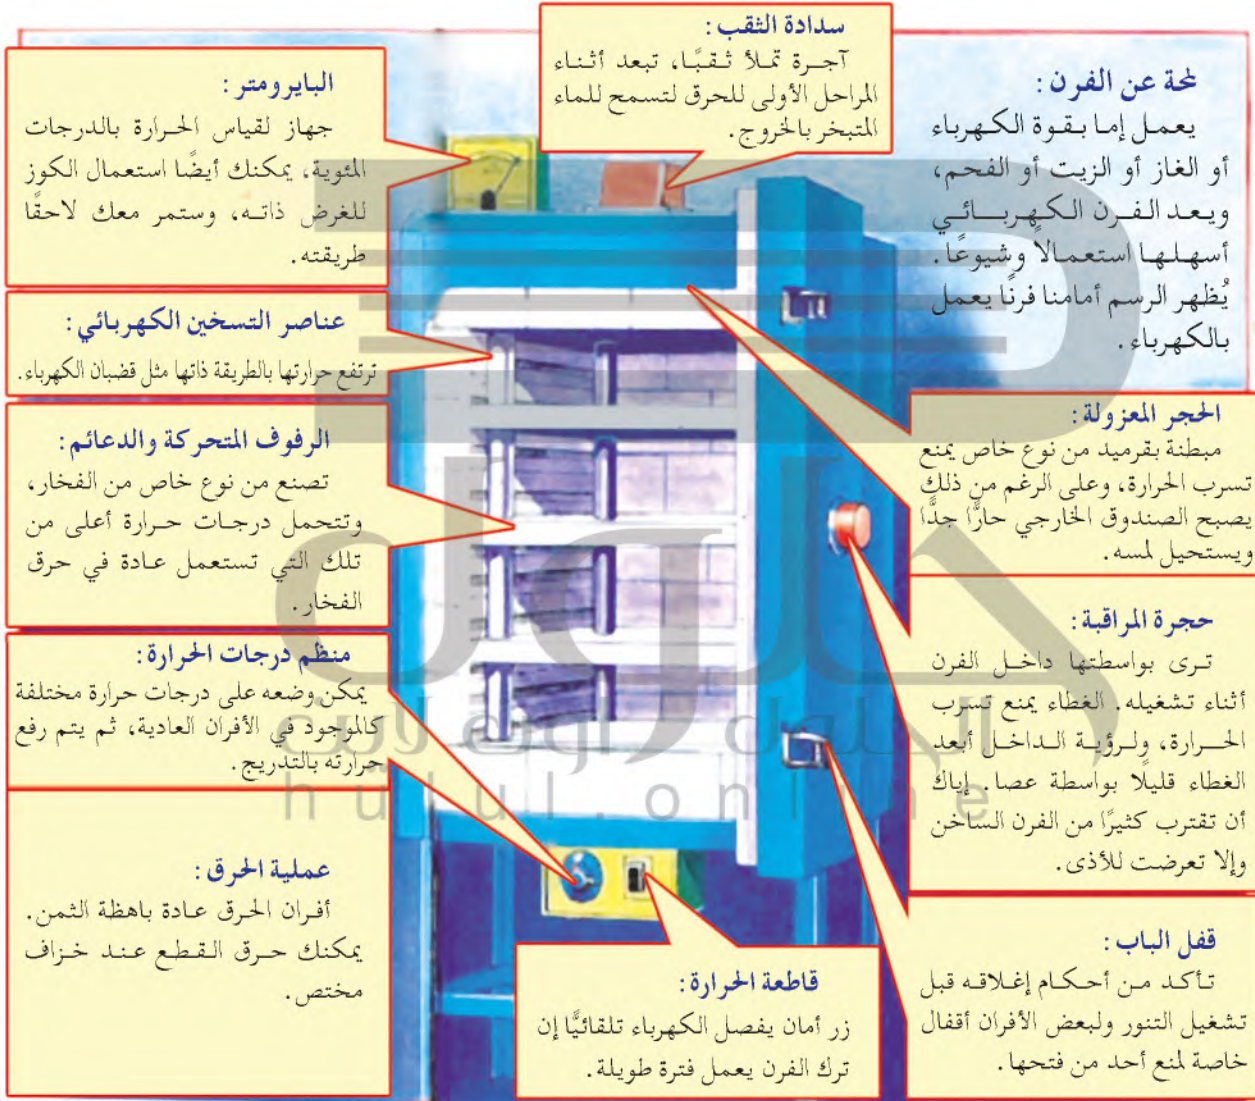 لمحة عن الفرن:
يعمل إما بقوة الكهرباء
أو الغاز أو الزيت أو الفحم،
ويعد الفرن الكهربائي
أسهلها استعمالاً وشيوعًا.
يُظهر الرسم أمامنا فرنًا يعمل
بالكهرباء.
سدادة الثقب:
آجرة تملأ ثقبًا، تبعد أثناء
المراحل الأولى للحرق لتسمح للماء
المتبخر بالخروج.
البايرومتر:
جهاز لقياس الحرارة بالدرجات
المئوية، يمكنك أيضًا استعمال الكوز
للغرض ذاته، وستمر معك لاحقًا
طريقته.
عناصر التسخين الكهربائي:
ترتفع حرارتها بالطريقة ذاتها مثل قضبان الكهرباء.
الرفوف المتحركة والدعائم:
تصنع من نوع خاص من الفخار،
وتتحمل درجات حرارة أعلى من
تلك التي تستعمل عادة في حرق
الفخار.
منظم درجات الحرارة:
يمكن وضعه على درجات حرارة مختلفة
كالموجود في الأفران العادية، ثم يتم رفع
حرارته بالتدريج.
عملية الحرق:
أفران الحرق عادة باهظة الثمن.
يمكنك حرق القطع عند خزاف
مختص.
الحجر المعزولة:
مبطنة بقرميد من نوع خاص يمنع
تسرب الحرارة، وعلى الرغم من ذلك
يصبح الصندوق الخارجي حارًّا جدًّا
ويستحيل لمسه.
حجرة المراقبة:
ترى بواسطتها داخل الفرن
أثناء تشغيله. الغطاء يمنع تسرب
الحرارة، ولرؤية الداخل أبعد
الغطاء قليلًا بواسطة عصا. إياك
أن تقترب كثيرًا من الفرن الساخن
وإلا تعرضت للأذى.
قفل الباب:
تأكد من أحكام إغلاقه قبل
تشغيل التنور ولبعض الأفران أقفال
خاصة لمنع أحد من فتحها.
قاطعة الحرارة:
زر أمان يفصل الكهرباء تلقائيًّا إن
ترك الفرن يعمل فترة طويلة.
حلول
الحلول اون لاين
hulul.online